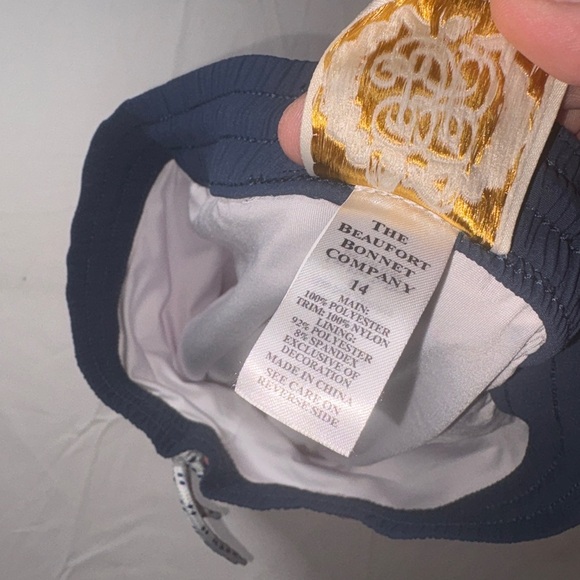 THE
BEAUFORT
BONNET
COMPANY
14
MAIN:
100% POLYESTER
TRIM: 100% NYLON
LINING:
92% POLYESTER
8% SPANDEX
EXCLUSIVE OF
DECORATION
MADE IN CHINA
SEE CARE ON
REVERSE SIDE